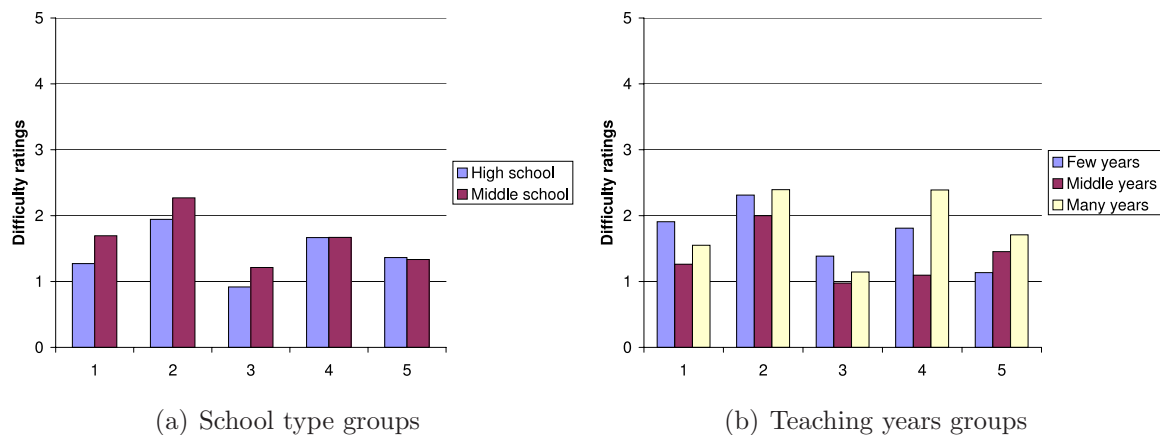 5
4
3
2
1
0
Difficulty ratings
1 2 3 4 5
High school
Middle school
(a) School type groups
5
4
3
2
1
0
Difficulty ratings
1 2 3 4 5
Few years
Middle years
Many years
(b) Teaching years groups